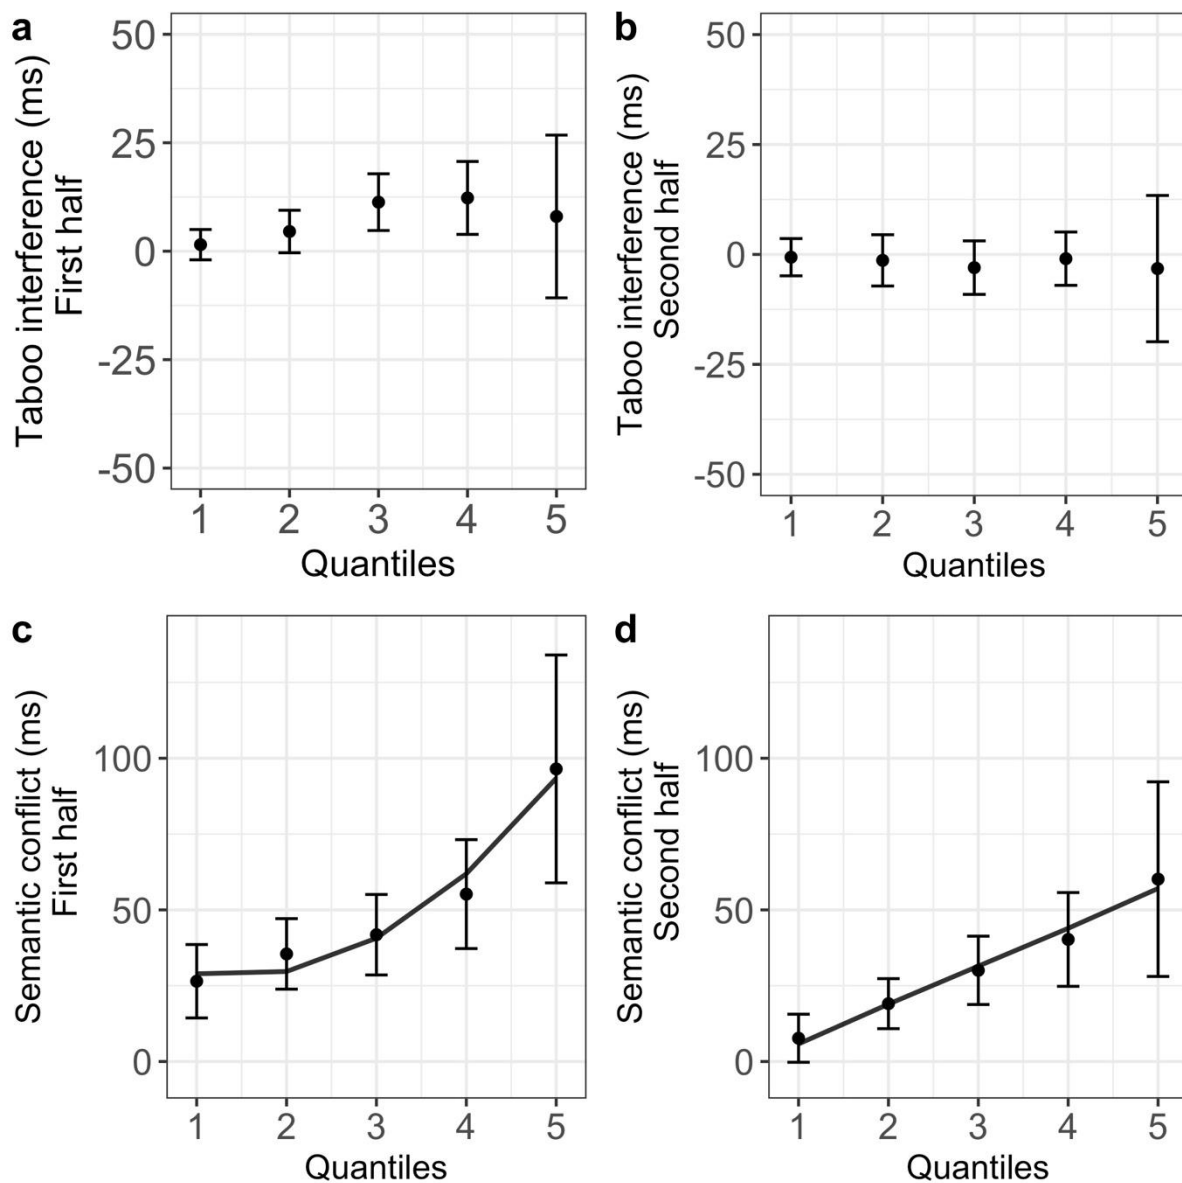 a
Taboo interference (ms)
First half
50
25
0
-25
-50
1 2 3 4 5
Quantiles
b
Taboo interference (ms)
Second half
50
25
0
-25
-50
1 2 3 4 5
Quantiles
c
Semantic conflict (ms)
First half
100
50
0
1 2 3 4 5
Quantiles
d
Semantic conflict (ms)
Second half
100
50
0
1 2 3 4 5
Quantiles